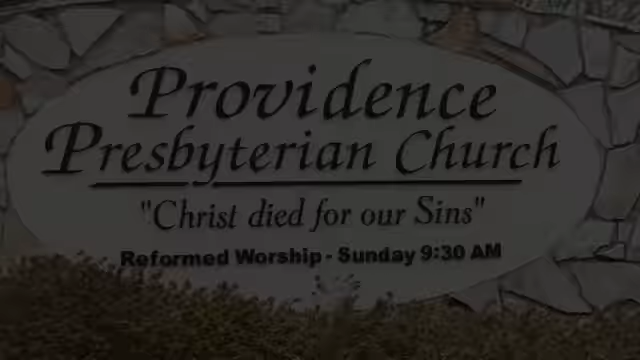 Providence
Presbyterian Church
"Christ died for our Sins"
Reformed Worship - Sunday 9:30 AM